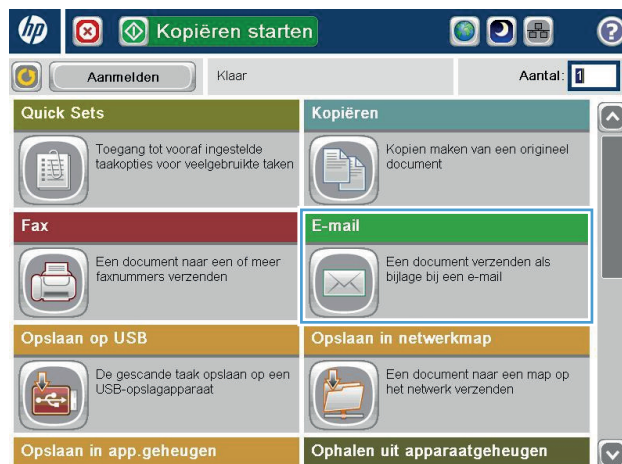 hp
Kopiëren starten
?
Aanmelden
Klaar
Aantal:
1
Quick Sets
Toegang tot vooraf ingestelde
taakopties voor veelgebruikte taken
Kopiëren
Kopien maken van een origineel
document
Fax
Een document naar een of meer
faxnummers verzenden
E-mail
Een document verzenden als
bijlage bij een e-mail
Opslaan op USB
De gescande taak opslaan op een
USB-opslagapparaat
Opslaan in netwerkmap
Een document naar een map op
het netwerk verzenden
Opslaan in app.geheugen
Ophalen uit apparaatgeheugen